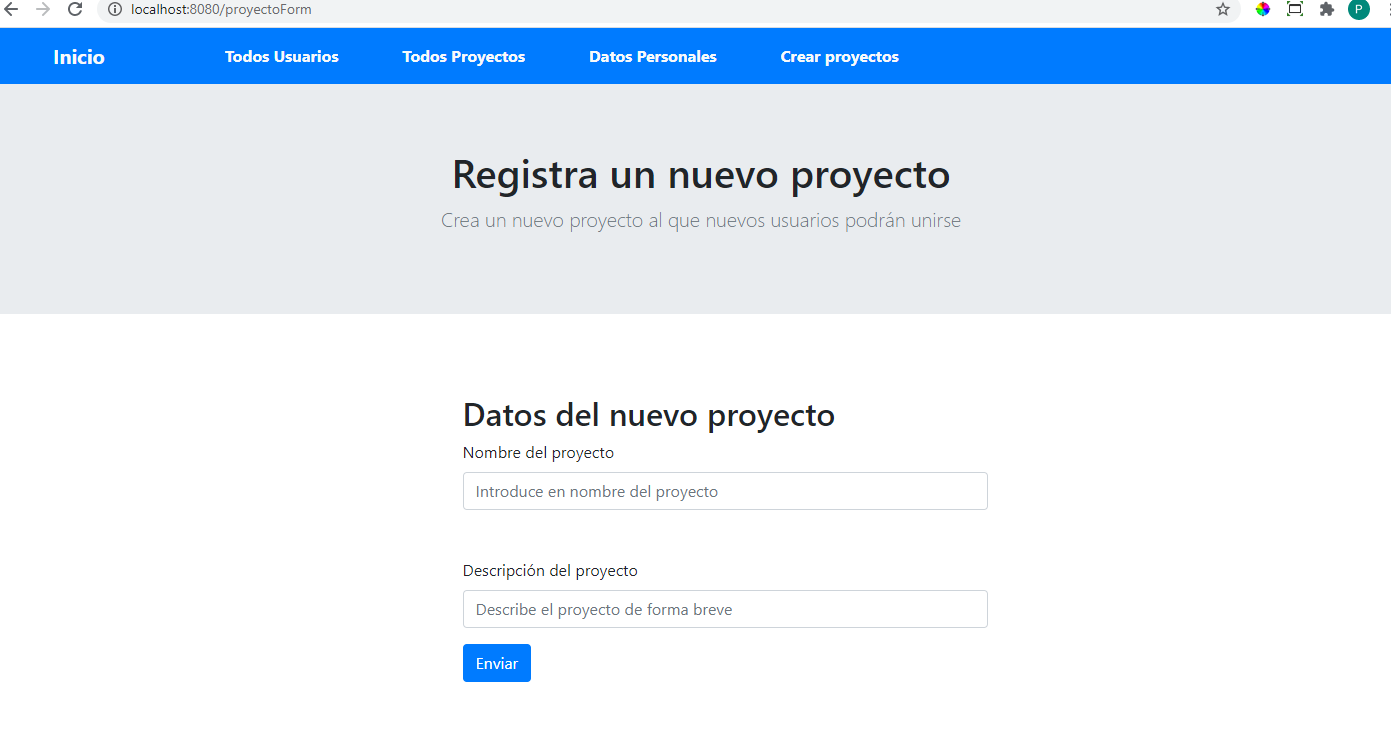 localhost:8080/proyectoForm
P
Inicio Todos Usuarios Todos Proyectos Datos Personales Crear proyectos
Registra un nuevo proyecto
Crea un nuevo proyecto al que nuevos usuarios podrán unirse
Datos del nuevo proyecto
Nombre del proyecto
Introduce en nombre del proyecto
Descripción del proyecto
Describe el proyecto de forma breve
Enviar